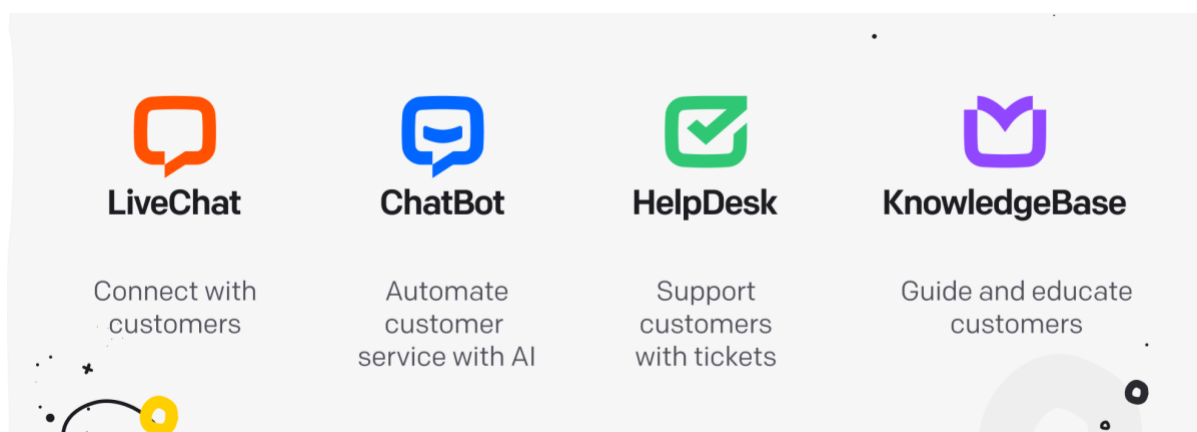 LiveChat
Connect with
customers
ChatBot
Automate
customer
service with AI
HelpDesk
Support
customers
with tickets
KnowledgeBase
Guide and educate
customers